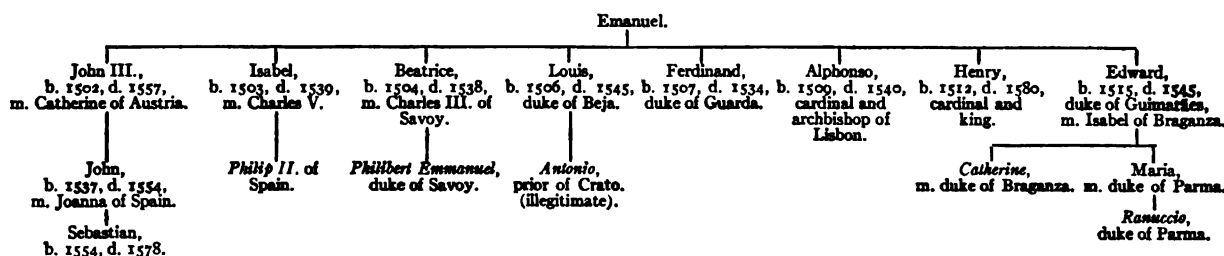 Emanuel.
John III.,
b. 1502, d. 1557,
m. Catherine of Austria.
Isabel,
b. 1503, d. 1539,
m. Charles V.
Beatrice,
b. 1504, d. 1538,
m. Charles III. of
Savoy.
Louis,
b. 1506, d. 1545,
duke of Beja.
Ferdinand,
b. 1507, d. 1534,
duke of Guarda.
Alphonso,
b. 1509, d. 1540,
cardinal and
archbishop of
Lisbon.
Henry,
b. 1512, d. 1580,
cardinal and
king.
Edward,
b. 1515, d. 1545,
duke of Guimarães,
m. Isabel of Braganza.
John,
b. 1537, d. 1554,
m. Joanna of Spain.
Philip II. of
Spain.
Philibert Emmanuel,
duke of Savoy.
Antonio,
prior of Crato.
(illegitimate).
Catherine,
m. duke of Braganza.
Maria,
m. duke of Parma.
Sebastian,
b. 1554, d. 1578.
Ranuccio,
duke of Parma.